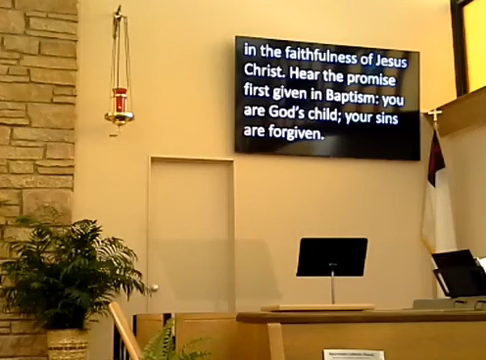 in the faithfulness of Jesus
Christ. Hear the promise
first given in Baptism: you
are God's child; your sins
are forgiven.